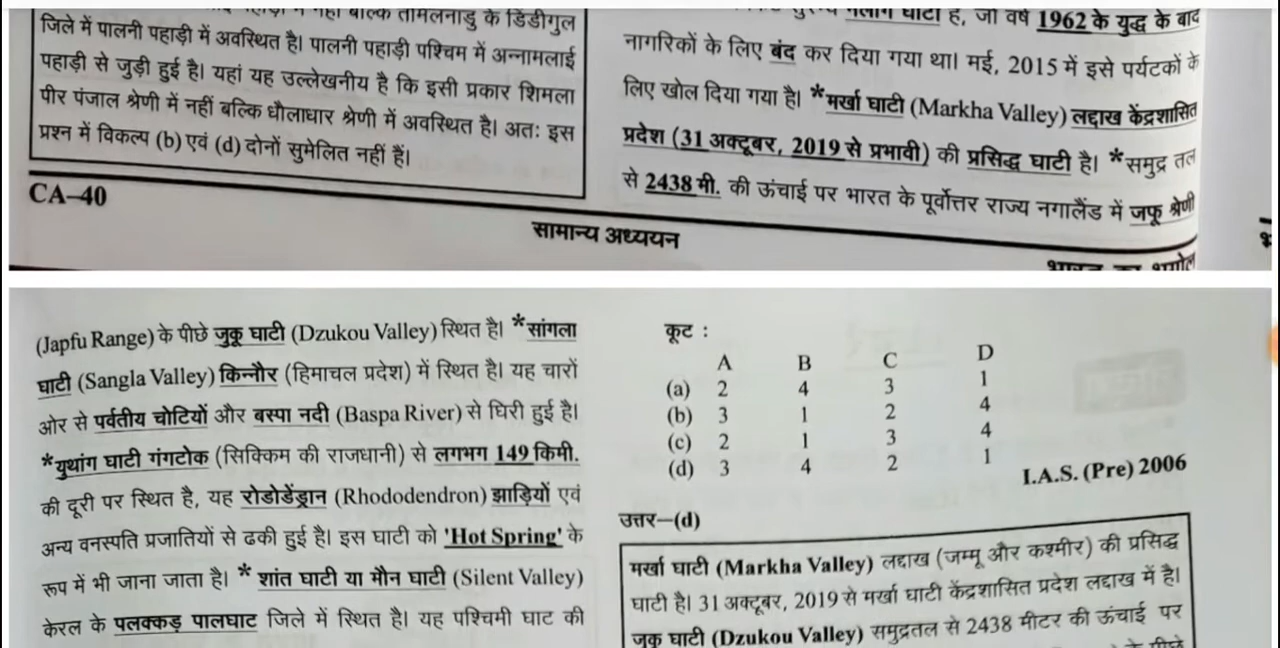 बल्कि तमिलनाडु के डिंडीगुल
जिले में पालनी पहाड़ी में अवस्थित है। पालनी पहाड़ी पश्चिम में अन्नामलाई
पहाड़ी से जुड़ी हुई है। यहां यह उल्लेखनीय है कि इसी प्रकार शिमला
पीर पंजाल श्रेणी में नहीं बल्कि धौलाधार श्रेणी में अवस्थित है। अतः इस
प्रश्न में विकल्प (b) एवं (d) दोनों सुमेलित नहीं हैं।
CA–40
घाटी है, जो वर्ष 1962 के युद्ध के बाद
नागरिकों के लिए बंद कर दिया गया था। मई, 2015 में इसे पर्यटकों के
लिए खोल दिया गया है। *मर्खा घाटी (Markha Valley) लद्दाख केंद्रशासित
प्रदेश (31 अक्टूबर, 2019 से प्रभावी) की प्रसिद्ध घाटी है। *समुद्र तल
से 2438 मी. की ऊंचाई पर भारत के पूर्वोत्तर राज्य नगालैंड में जफू श्रेणी
सामान्य अध्ययन
भारत का भूगोल
(Japfu Range) के पीछे जुकू घाटी (Dzukou Valley) स्थित है। *सांगला
घाटी (Sangla Valley) किन्नौर (हिमाचल प्रदेश) में स्थित है। यह चारों
ओर से पर्वतीय चोटियों और बस्पा नदी (Baspa River) से घिरी हुई है।
*युथांग घाटी गंगटोक (सिक्किम की राजधानी) से लगभग 149 किमी.
की दूरी पर स्थित है, यह रोडोडेंड्रान (Rhododendron) झाड़ियों एवं
अन्य वनस्पति प्रजातियों से ढकी हुई है। इस घाटी को 'Hot Spring' के
रूप में भी जाना जाता है। * शांत घाटी या मौन घाटी (Silent Valley)
केरल के पलक्कड़ पालघाट जिले में स्थित है। यह पश्चिमी घाट की
कूट :
A B C D
(a) 2 4 3 1
(b) 3 1 2 4
(c) 2 1 3 4
(d) 3 4 2 1
I.A.S. (Pre) 2006
उत्तर–(d)
मर्खा घाटी (Markha Valley) लद्दाख (जम्मू और कश्मीर) की प्रसिद्ध
घाटी है। 31 अक्टूबर, 2019 से मर्खा घाटी केंद्रशासित प्रदेश लद्दाख में है।
जुकू घाटी (Dzukou Valley) समुद्रतल से 2438 मीटर की ऊंचाई पर